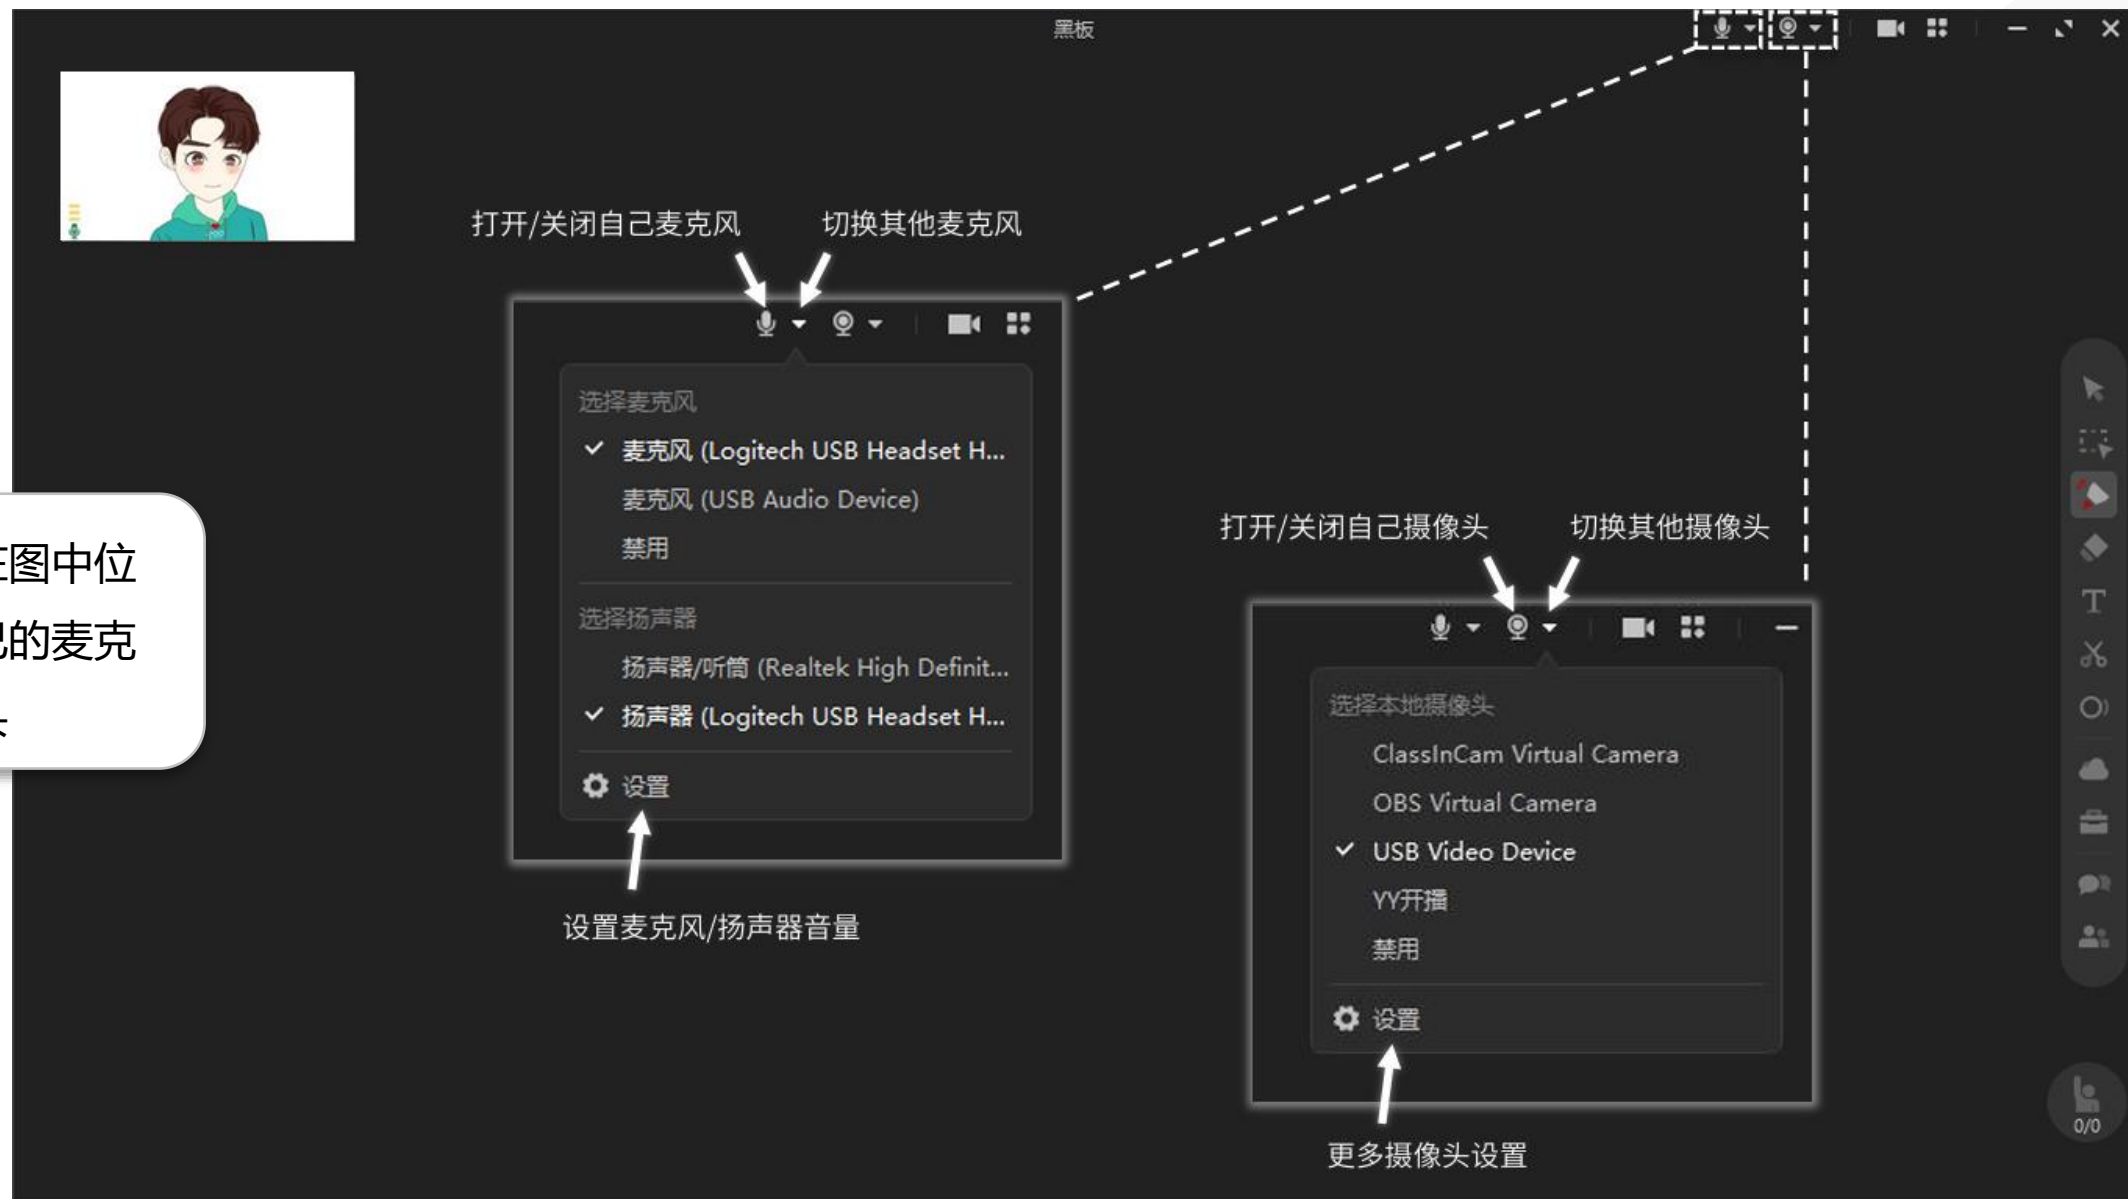 黑板
打开/关闭自己麦克风
切换其他麦克风
选择麦克风
麦克风 (Logitech USB Headset H...
麦克风 (USB Audio Device)
禁用
选择扬声器
扬声器/听筒 (Realtek High Definit...
扬声器 (Logitech USB Headset H...
设置
设置麦克风/扬声器音量
图中位
的麦克
打开/关闭自己摄像头
切换其他摄像头
选择本地摄像头
ClassInCam Virtual Camera
OBS Virtual Camera
USB Video Device
YY开播
禁用
设置
更多摄像头设置
T
0/0